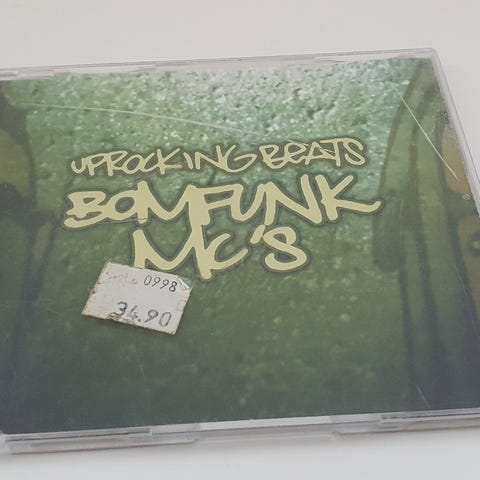 UPROCKING BEATS
BOMFUNK
MC'S
0998
34.90